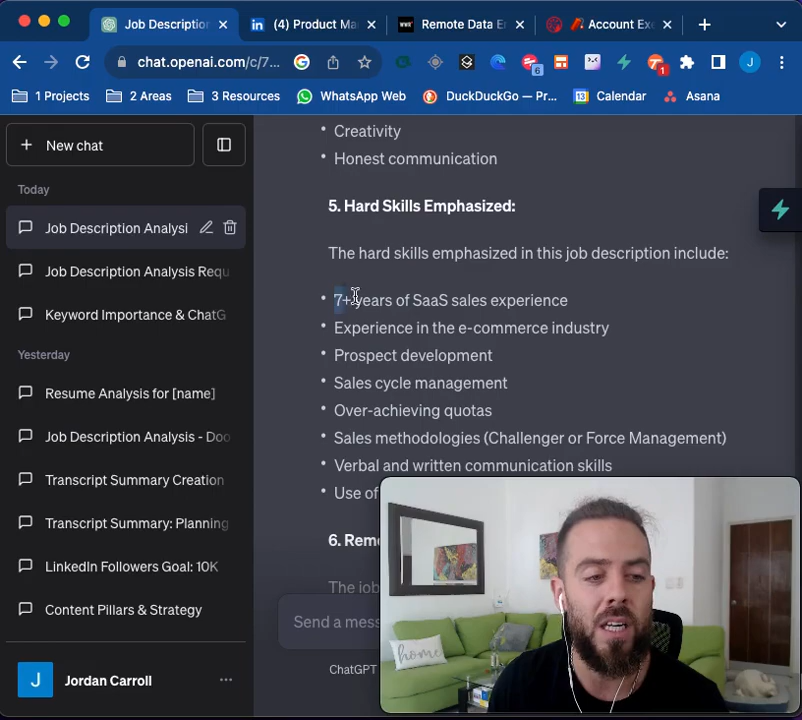 Job Description
(4) Product Ma
Remote Data E
Account Exe
chat.openai.com/c/7...
6
1
J
1 Projects
2 Areas
3 Resources
WhatsApp Web
DuckDuckGo — Pr...
Calendar
Asana
New chat
Today
Job Description Analysi
Job Description Analysis Requ
Keyword Importance & ChatG
Yesterday
Resume Analysis for [name]
Job Description Analysis - Doo
Transcript Summary Creation
Transcript Summary: Planning
LinkedIn Followers Goal: 10K
Content Pillars & Strategy
J
Jordan Carroll
• Creativity
• Honest communication
5. Hard Skills Emphasized:
The hard skills emphasized in this job description include:
• 7+ years of SaaS sales experience
• Experience in the e-commerce industry
• Prospect development
• Sales cycle management
• Over-achieving quotas
• Sales methodologies (Challenger or Force Management)
• Verbal and written communication skills
• Use of
6. Remo
The job
Send a mess
ChatGPT
home